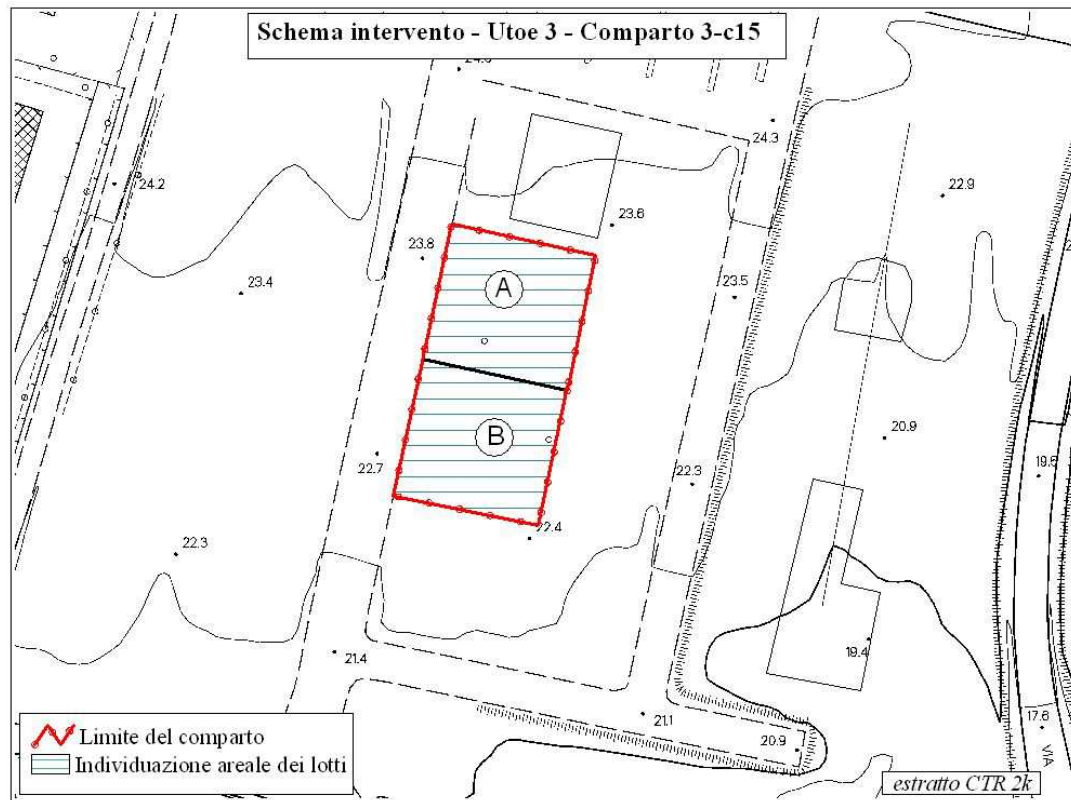 Schema intervento - Utoe 3 - Comparto 3-c15
24.3
24.2
22.9
23.6
23.8
23.4
23.5
A
B
20.9
22.7
22.3
19.5
22.4
22.3
19.4
21.4
21.1
17.6
20.9
VIA
Limite del comparto
Individuazione areale dei lotti
estratto CTR 2k